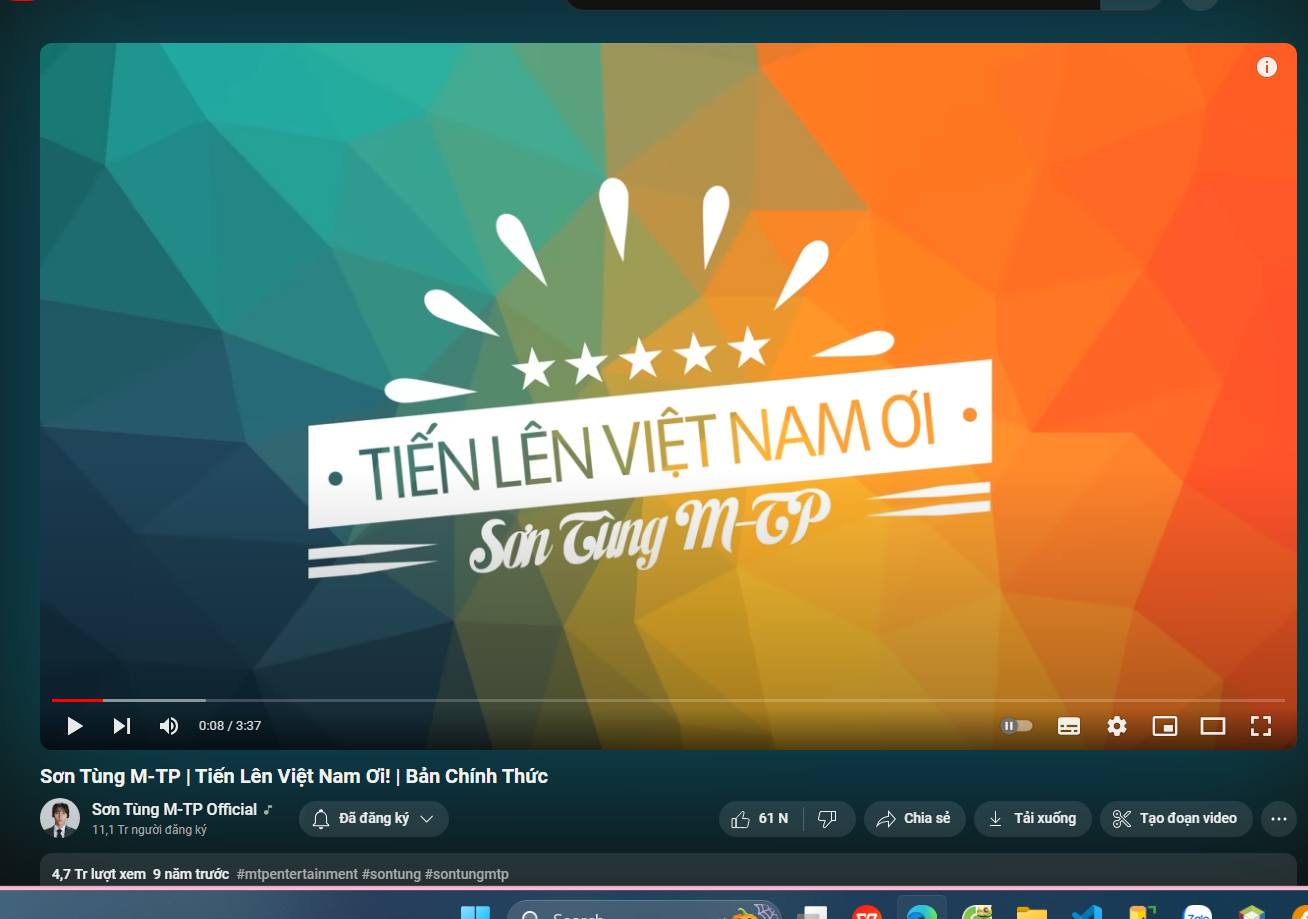 TIẾN LÊN VIỆT NAM ƠI
Sơn Tùng M-TP
0:08 / 3:37
Sơn Tùng M-TP | Tiến Lên Việt Nam Ơi! | Bản Chính Thức
Sơn Tùng M-TP Official
11,1 Tr người đăng ký
Đã đăng ký
61 N
Chia sẻ
Tải xuống
Tạo đoạn video
4,7 Tr lượt xem 9 năm trước #mtpentertainment #sontung #sontungmtp
Search
Zalo